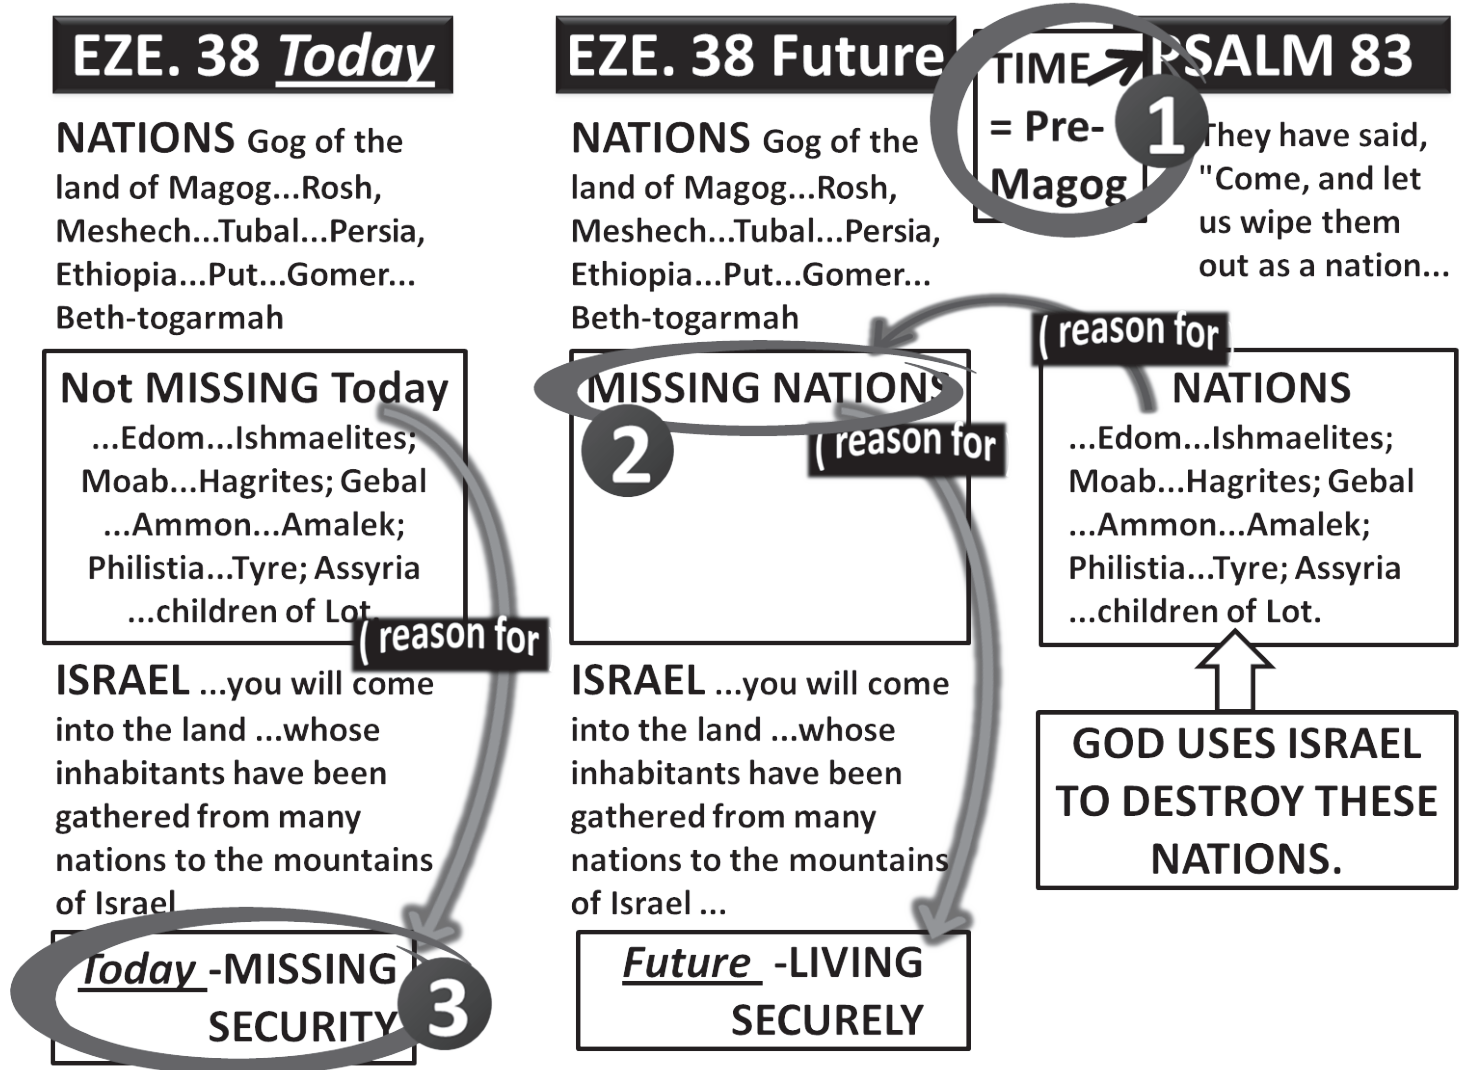 EZE. 38 Today
NATIONS Gog of the
land of Magog...Rosh,
Meshech...Tubal...Persia,
Ethiopia...Put...Gomer...
Beth-togarmah
Not MISSING Today
...Edom...Ishmaelites;
Moab...Hagrites; Gebal
...Ammon...Amalek;
Philistia...Tyre; Assyria
...children of Lot.
( reason for
ISRAEL ...you will come
into the land ...whose
inhabitants have been
gathered from many
nations to the mountains
of Israel
Today -MISSING
SECURITY
3
EZE. 38 Future
NATIONS Gog of the
land of Magog...Rosh,
Meshech...Tubal...Persia,
Ethiopia...Put...Gomer...
Beth-togarmah
MISSING NATIONS
2
( reason for
ISRAEL ...you will come
into the land ...whose
inhabitants have been
gathered from many
nations to the mountains
of Israel ...
Future -LIVING
SECURELY
TIME
= Pre-
Magog
1
PSALM 83
They have said,
"Come, and let
us wipe them
out as a nation...
( reason for
NATIONS
...Edom...Ishmaelites;
Moab...Hagrites; Gebal
...Ammon...Amalek;
Philistia...Tyre; Assyria
...children of Lot.
GOD USES ISRAEL
TO DESTROY THESE
NATIONS.